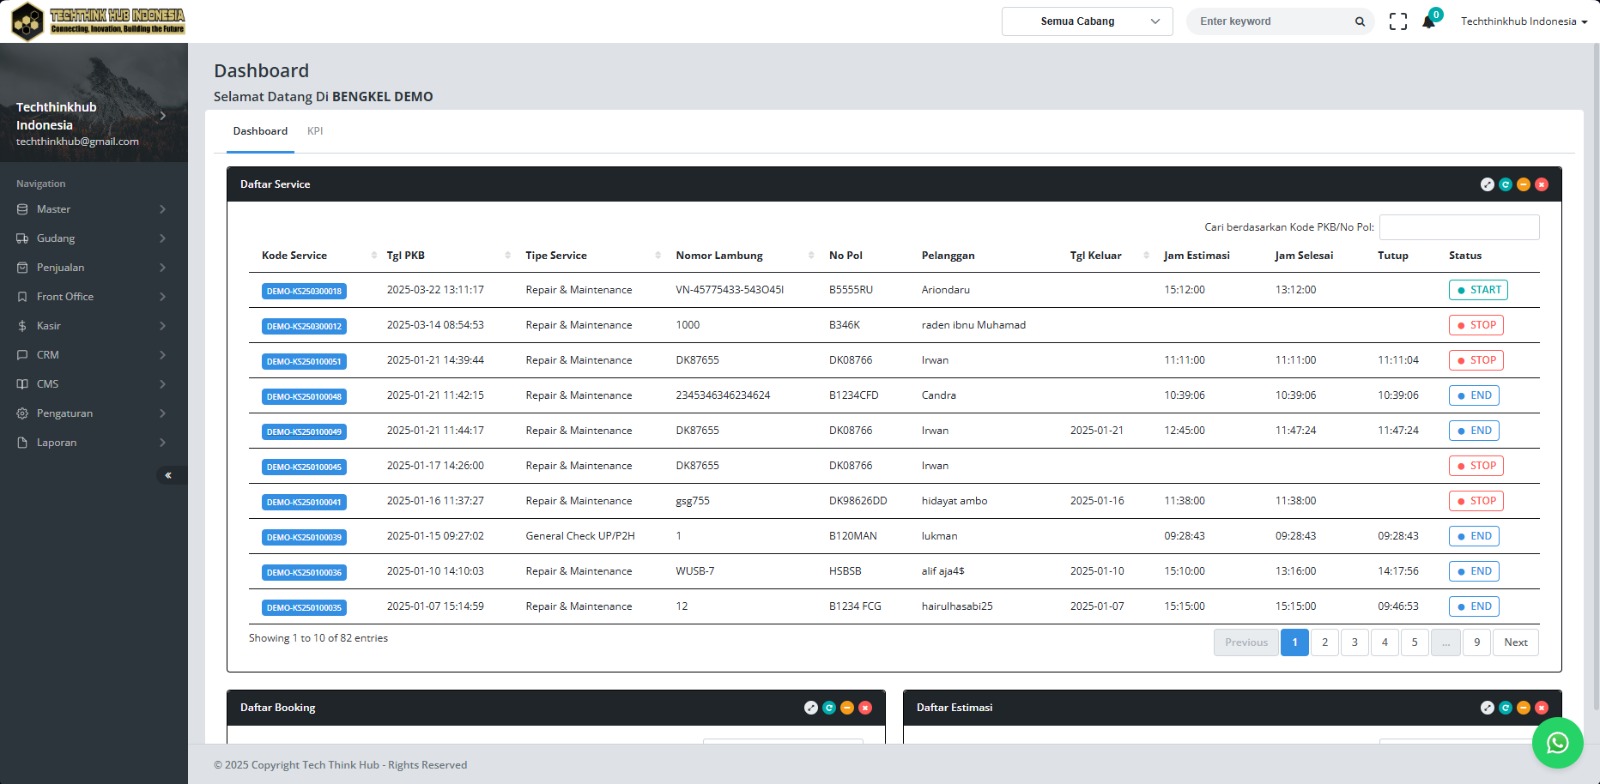 TECHTHINK HUB INDONESIA
Connecting, Inovation, Building the Future
Semua Cabang
Enter keyword
0
Techthinkhub Indonesia
Techthinkhub
Indonesia
techthinkhub@gmail.com
Navigation
Master
Gudang
Penjualan
Front Office
Kasir
CRM
CMS
Pengaturan
Laporan
Dashboard
Selamat Datang Di BENGKEL DEMO
Dashboard KPI
Daftar Service
Cari berdasarkan Kode PKB/No Pol:
Kode Service Tgl PKB Tipe Service Nomor Lambung No Pol Pelanggan Tgl Keluar Jam Estimasi Jam Selesai Tutup Status
DEMO-KS250300018 2025-03-22 13:11:17 Repair & Maintenance VN-45775433-543O45I B5555RU Ariondaru 15:12:00 13:12:00 START
DEMO-KS250300012 2025-03-14 08:54:53 Repair & Maintenance 1000 B346K raden ibnu Muhamad STOP
DEMO-KS250100051 2025-01-21 14:39:44 Repair & Maintenance DK87655 DK08766 Irwan 11:11:00 11:11:00 11:11:04 STOP
DEMO-KS250100048 2025-01-21 11:42:15 Repair & Maintenance 2345346346234624 B1234CFD Candra 10:39:06 10:39:06 10:39:06 END
DEMO-KS250100049 2025-01-21 11:44:17 Repair & Maintenance DK87655 DK08766 Irwan 2025-01-21 12:45:00 11:47:24 11:47:24 END
DEMO-KS250100045 2025-01-17 14:26:00 Repair & Maintenance DK87655 DK08766 Irwan STOP
DEMO-KS250100041 2025-01-16 11:37:27 Repair & Maintenance gsg755 DK98626DD hidayat ambo 2025-01-16 11:38:00 11:38:00 STOP
DEMO-KS250100039 2025-01-15 09:27:02 General Check UP/P2H 1 B120MAN lukman 09:28:43 09:28:43 09:28:43 END
DEMO-KS250100036 2025-01-10 14:10:03 Repair & Maintenance WUSB-7 HSBSB alif aja4$ 2025-01-10 15:10:00 13:16:00 14:17:56 END
DEMO-KS250100035 2025-01-07 15:14:59 Repair & Maintenance 12 B1234 FCG hairulhasabi25 2025-01-07 15:15:00 15:15:00 09:46:53 END
Showing 1 to 10 of 82 entries
Previous 1 2 3 4 5 ... 9 Next
Daftar Booking
Daftar Estimasi
© 2025 Copyright Tech Think Hub - Rights Reserved